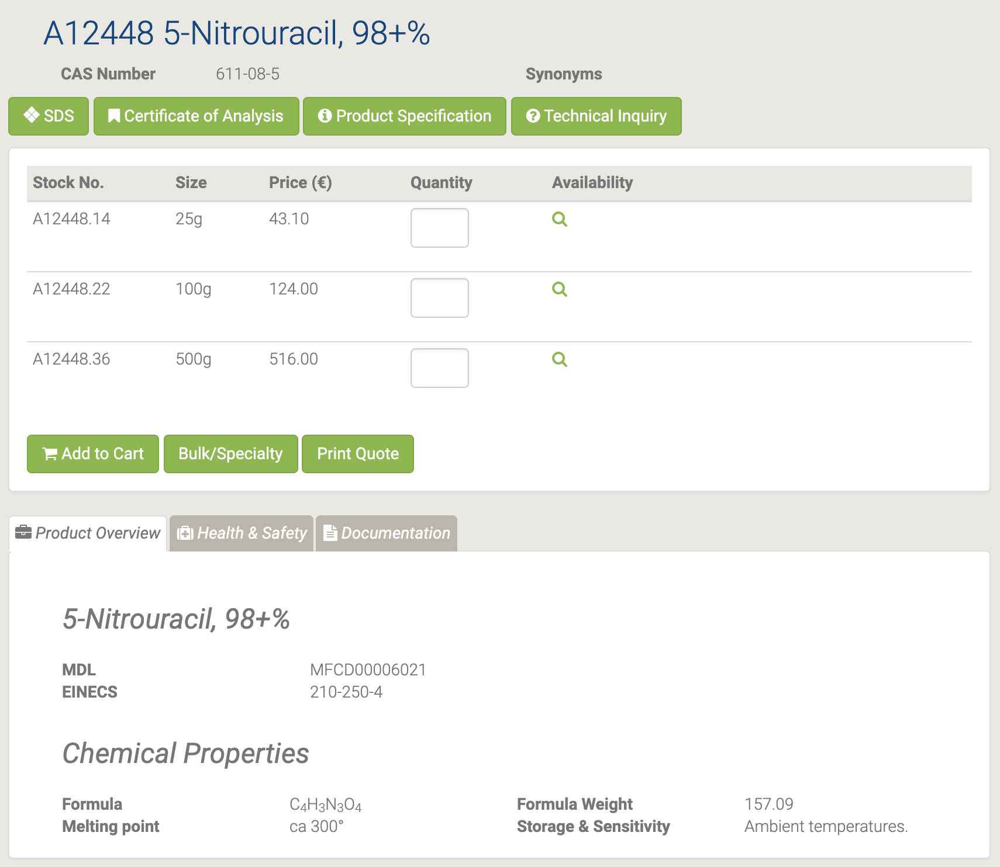 A12448 5-Nitrouracil, 98+%
CAS Number 611-08-5 Synonyms
SDS Certificate of Analysis Product Specification Technical Inquiry
Stock No. Size Price (€) Quantity Availability
A12448.14 25g 43.10
A12448.22 100g 124.00
A12448.36 500g 516.00
Add to Cart Bulk/Specialty Print Quote
Product Overview Health & Safety Documentation
5-Nitrouracil, 98+%
MDL MFCD00006021
EINECS 210-250-4
Chemical Properties
Formula C₄H₃N₃O₄ Formula Weight 157.09
Melting point ca 300° Storage & Sensitivity Ambient temperatures.